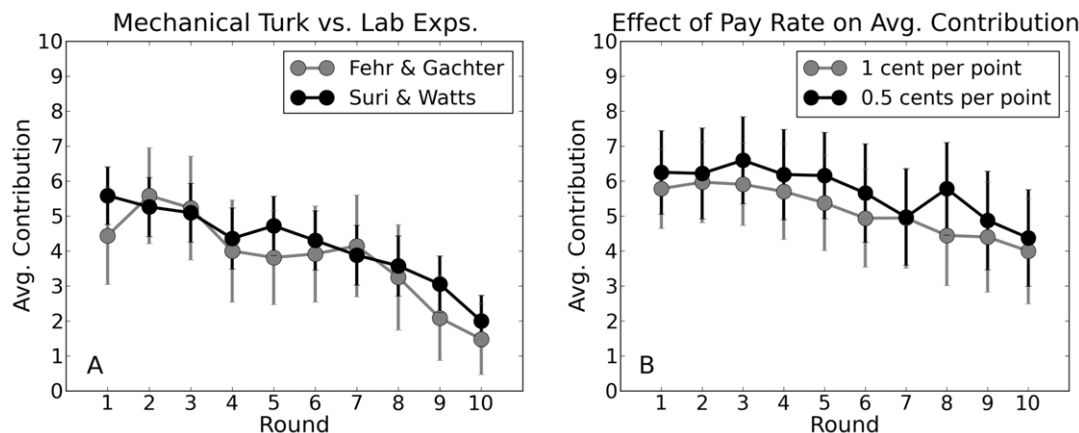 Mechanical Turk vs. Lab Exps.
10
9
8
7
6
5
4
3
2
1
0
Avg. Contribution
Fehr & Gachter
Suri & Watts
A
1 2 3 4 5 6 7 8 9 10
Round
Effect of Pay Rate on Avg. Contribution
10
9
8
7
6
5
4
3
2
1
0
Avg. Contribution
1 cent per point
0.5 cents per point
B
1 2 3 4 5 6 7 8 9 10
Round